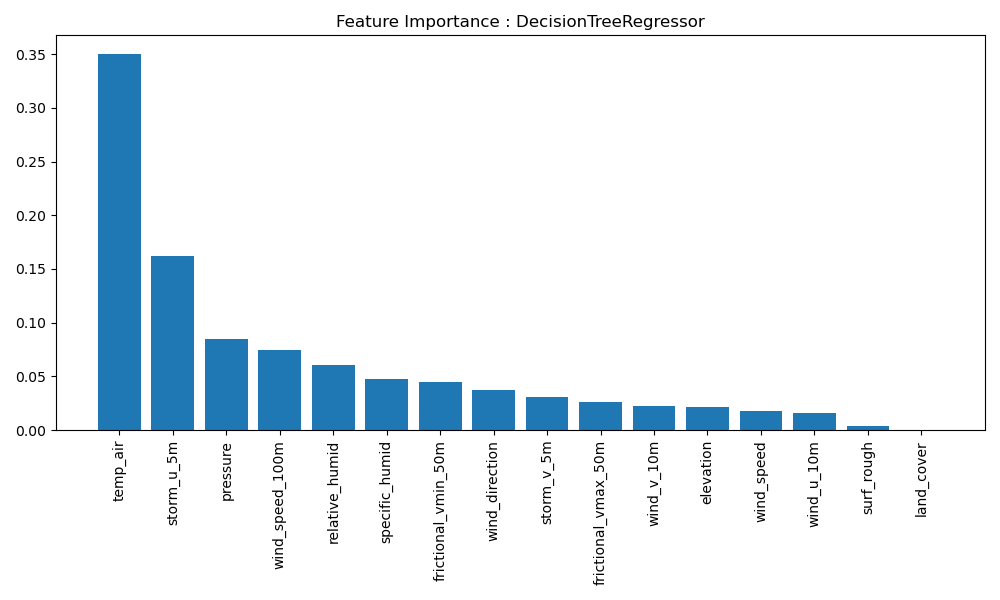 Feature Importance : DecisionTreeRegressor
0.35
0.30
0.25
0.20
0.15
0.10
0.05
0.00
temp_air
storm_u_5m
pressure
wind_speed_100m
relative_humid
specific_humid
frictional_vmin_50m
wind_direction
storm_v_5m
frictional_vmax_50m
wind_v_10m
elevation
wind_speed
wind_u_10m
surf_rough
land_cover